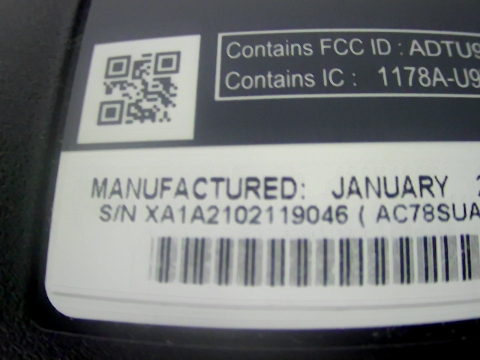 Contains FCC ID : ADTU9
Contains IC : 1178A-U9
MANUFACTURED: JANUARY
S/N XA1A2102119046 ( AC78SUA